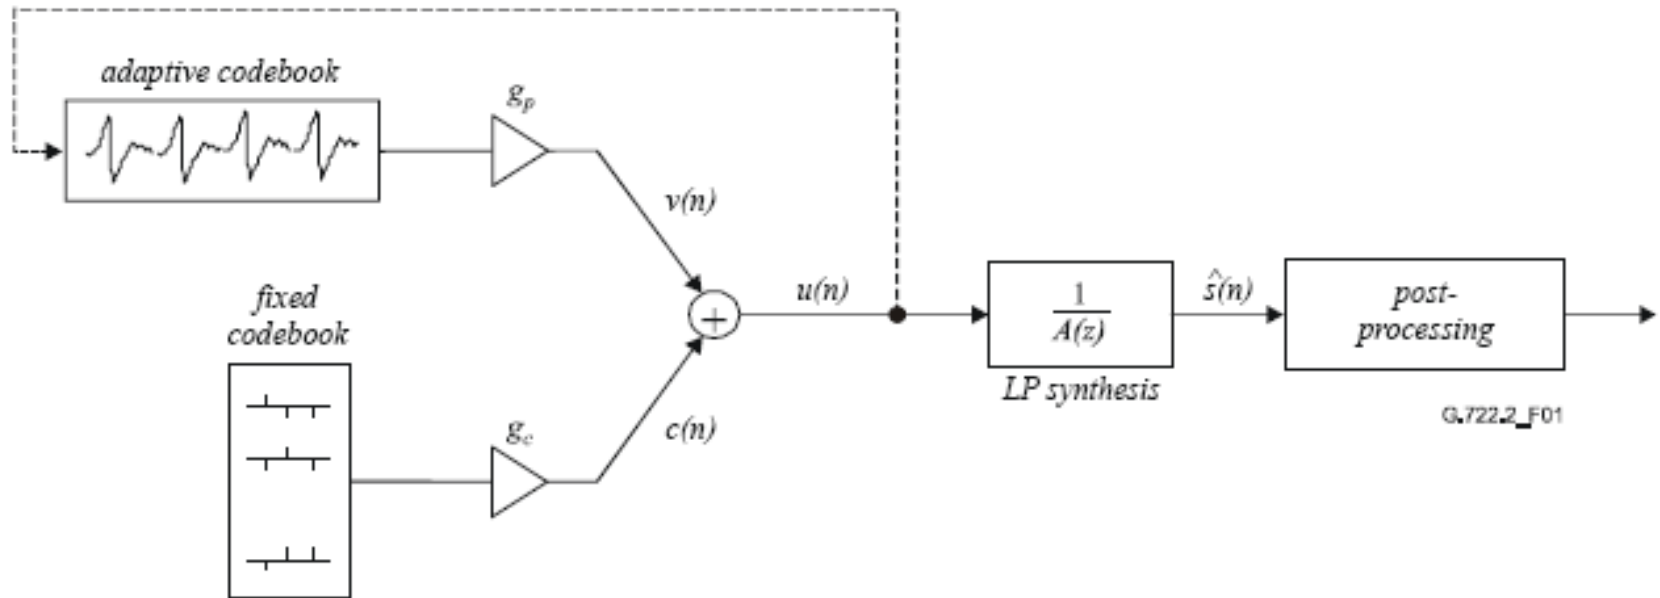 adaptive codebook
g_p
v(n)
fixed
codebook
g_c
c(n)
+
u(n)
1
A(z)
LP synthesis
ŝ(n)
post-
processing
G.722.2_F01